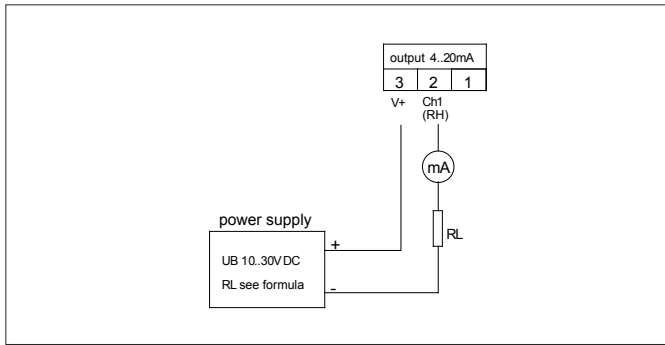 output 4..20mA
3 2 1
V+ Ch1
(RH)
mA
RL
power supply
+
UB 10..30V DC
RL see formula
-